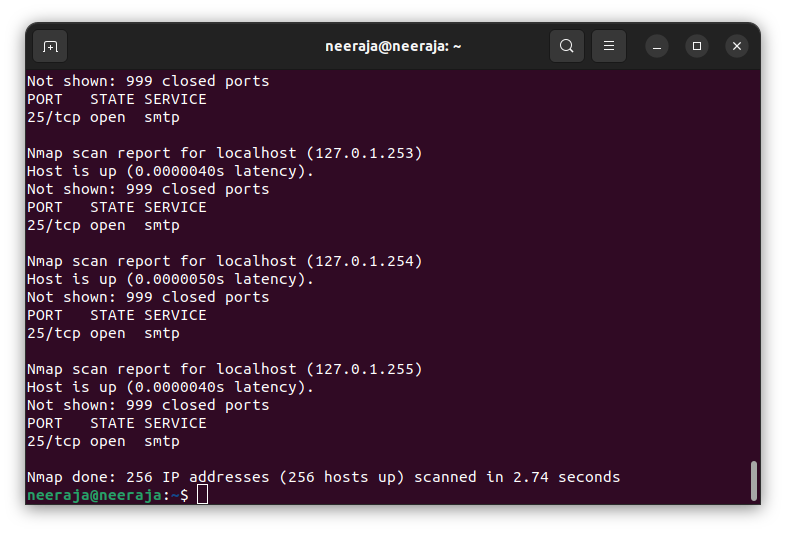 neeraja@neeraja: ~
Not shown: 999 closed ports
PORT   STATE SERVICE
25/tcp open  smtp
Nmap scan report for localhost (127.0.1.253)
Host is up (0.0000040s latency).
Not shown: 999 closed ports
PORT   STATE SERVICE
25/tcp open  smtp
Nmap scan report for localhost (127.0.1.254)
Host is up (0.0000050s latency).
Not shown: 999 closed ports
PORT   STATE SERVICE
25/tcp open  smtp
Nmap scan report for localhost (127.0.1.255)
Host is up (0.0000040s latency).
Not shown: 999 closed ports
PORT   STATE SERVICE
25/tcp open  smtp
Nmap done: 256 IP addresses (256 hosts up) scanned in 2.74 seconds
neeraja@neeraja:~$